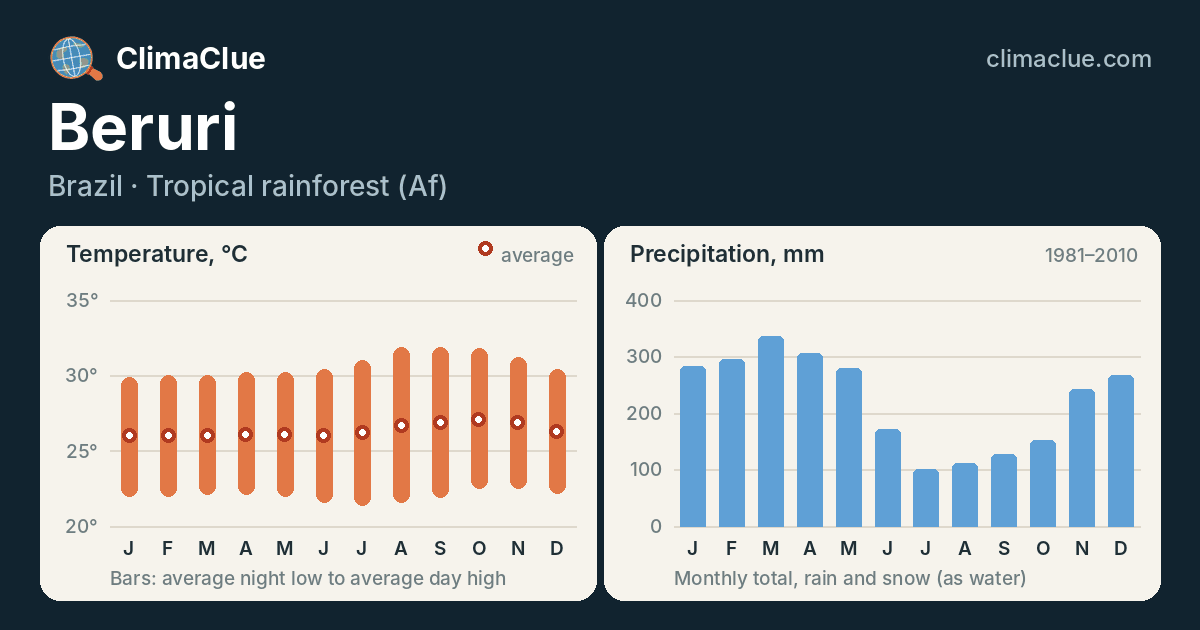 ClimaClue
climaclue.com
Beruri
Brazil · Tropical rainforest (Af)
Temperature, °C
average
35°
30°
25°
20°
J F M A M J J A S O N D
Bars: average night low to average day high
Precipitation, mm
1981–2010
400
300
200
100
0
J F M A M J J A S O N D
Monthly total, rain and snow (as water)